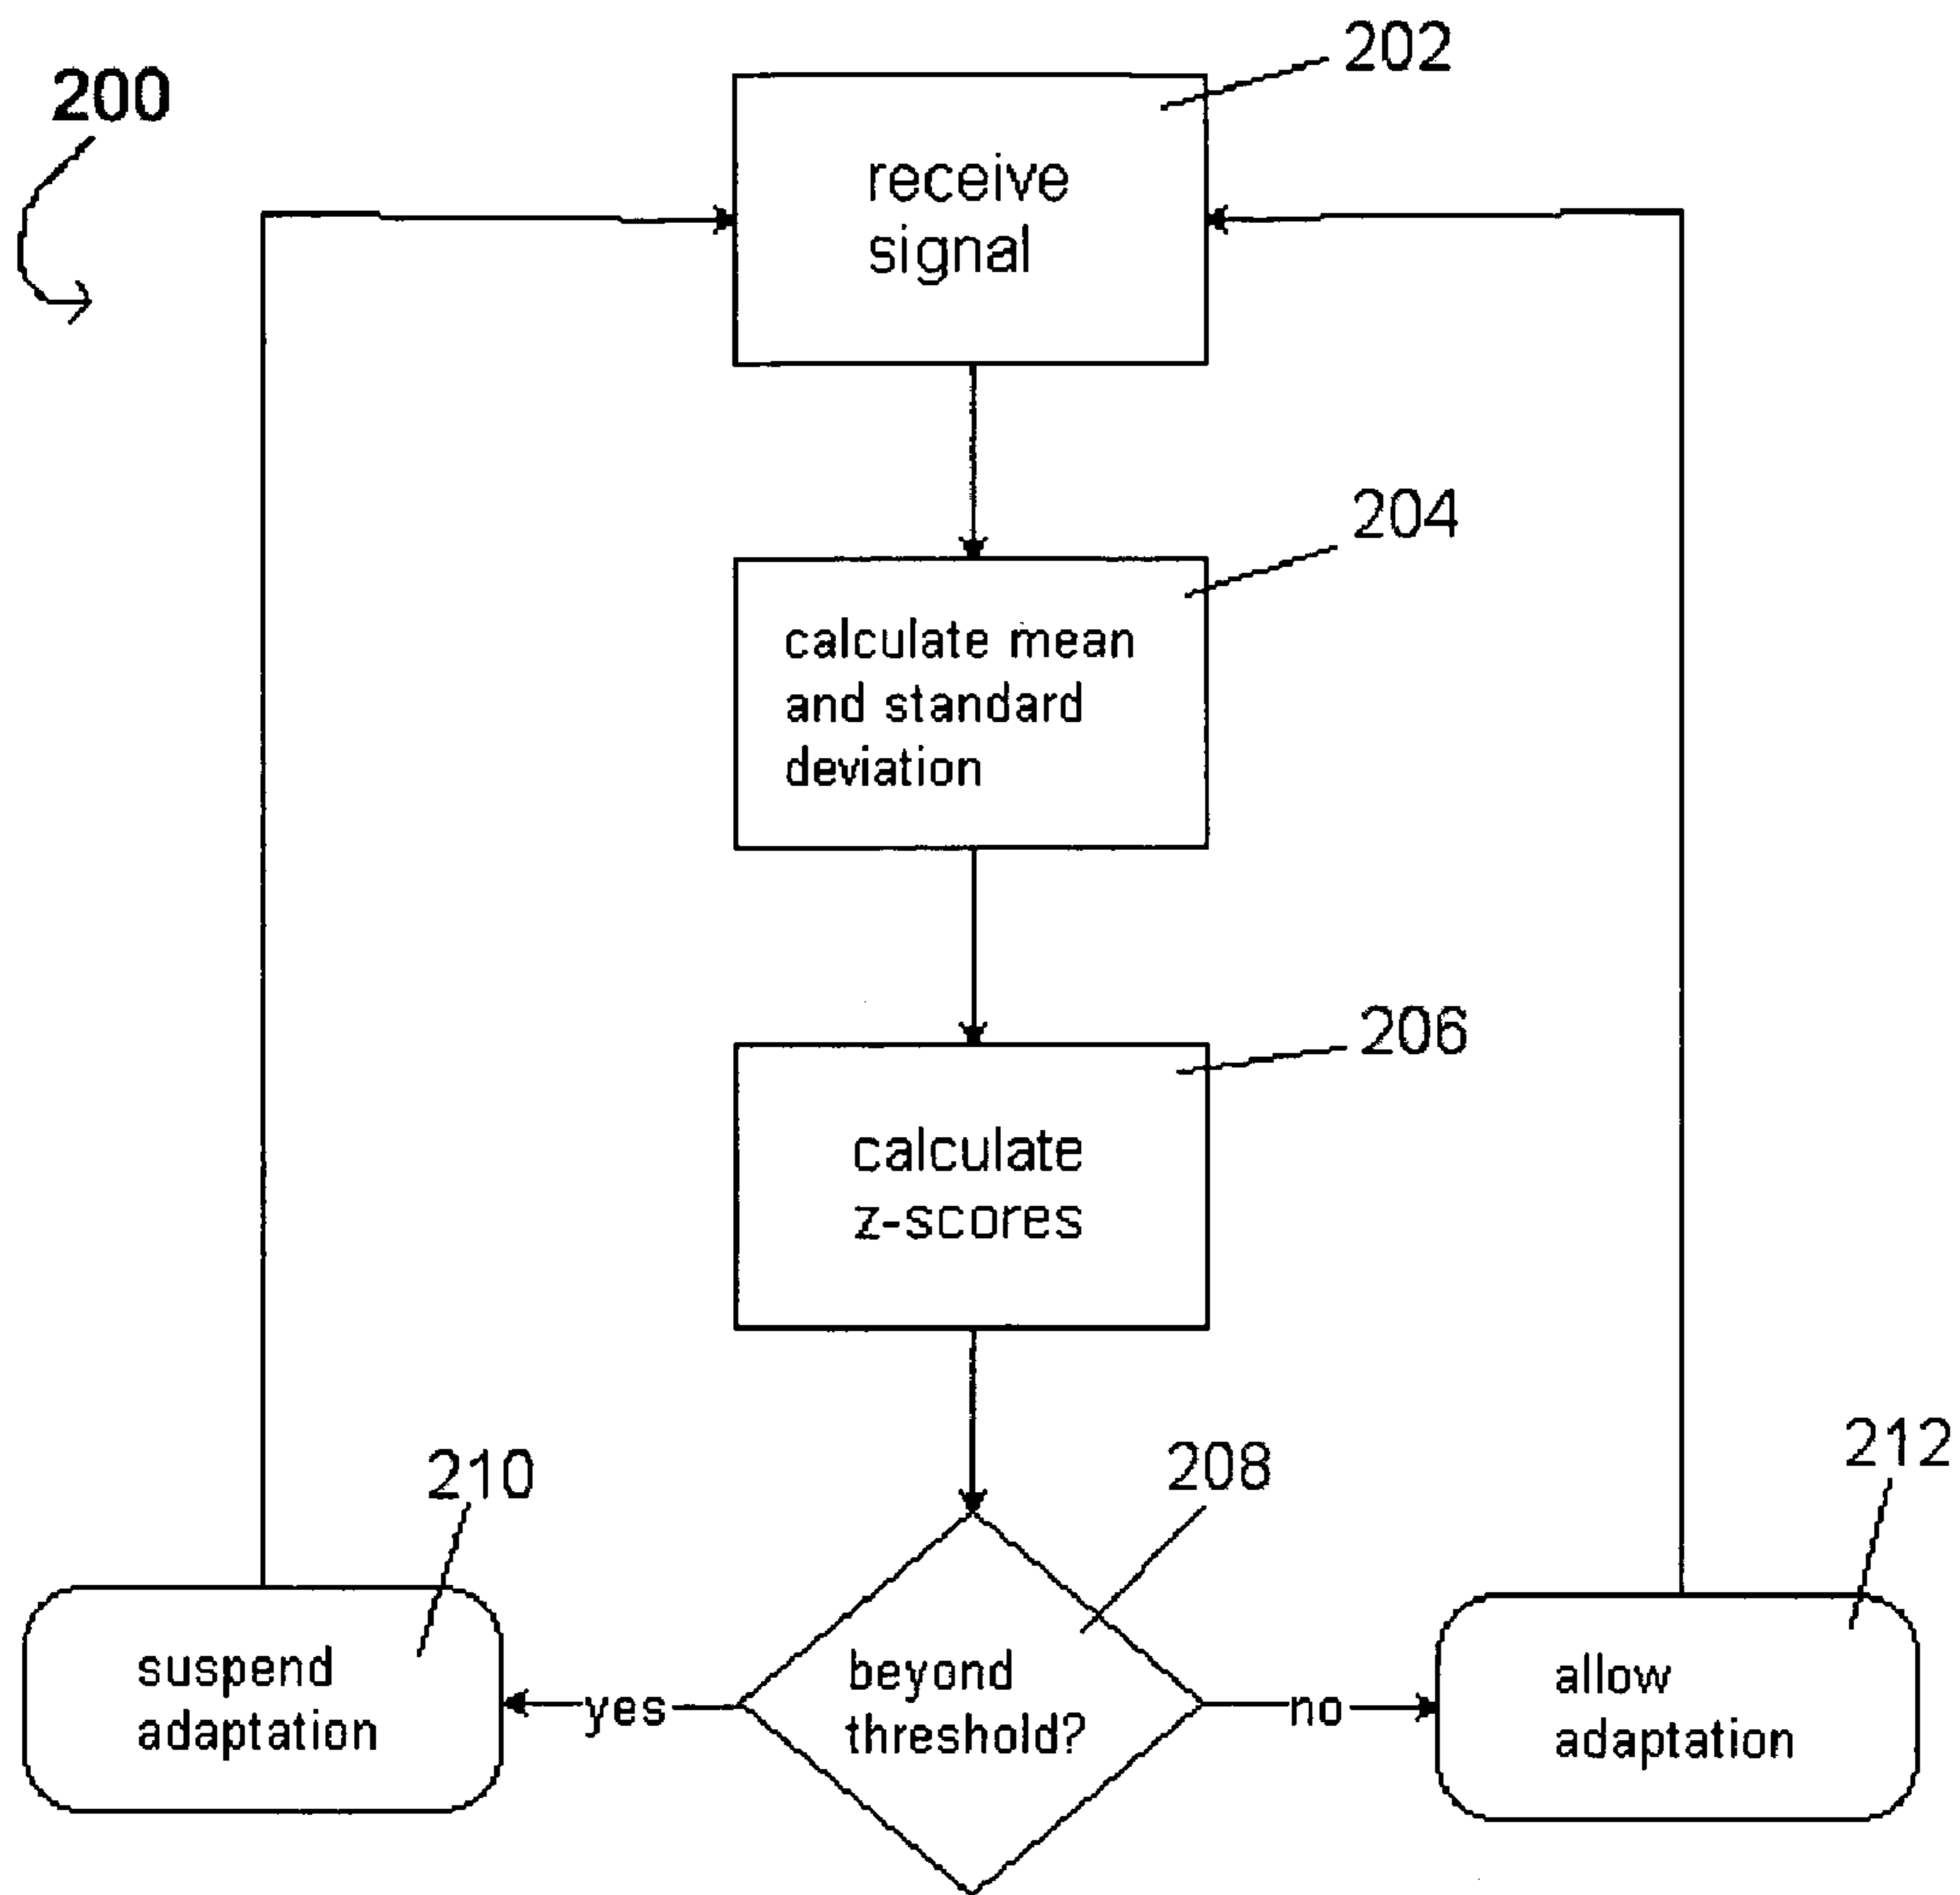 200
202
receive
signal
204
calculate mean
and standard
deviation
206
calculate
z-scores
208
beyond
threshold?
yes
no
210
suspend
adaptation
212
allow
adaptation